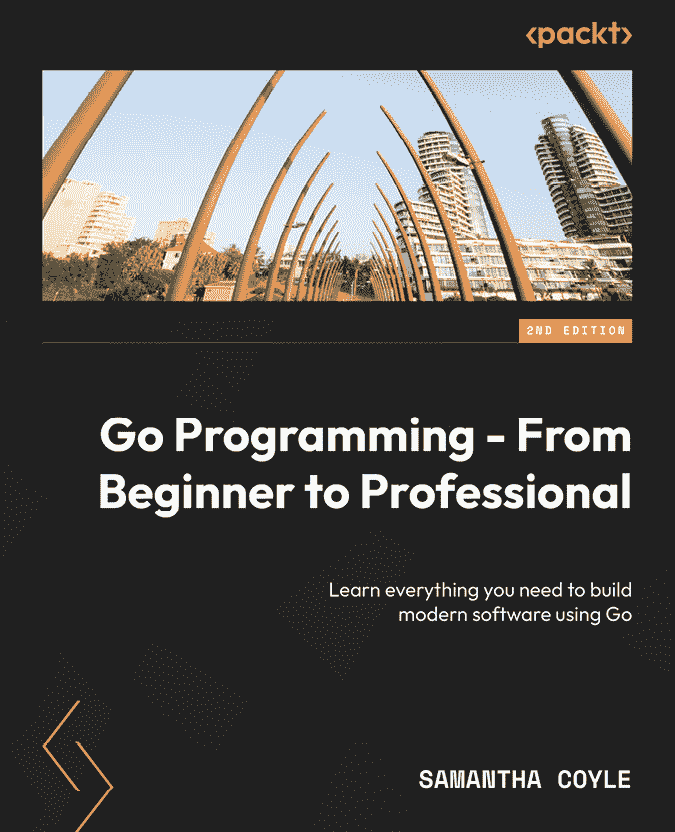 <packt>
2ND EDITION
Go Programming - From
Beginner to Professional
Learn everything you need to build
modern software using Go
SAMANTHA COYLE